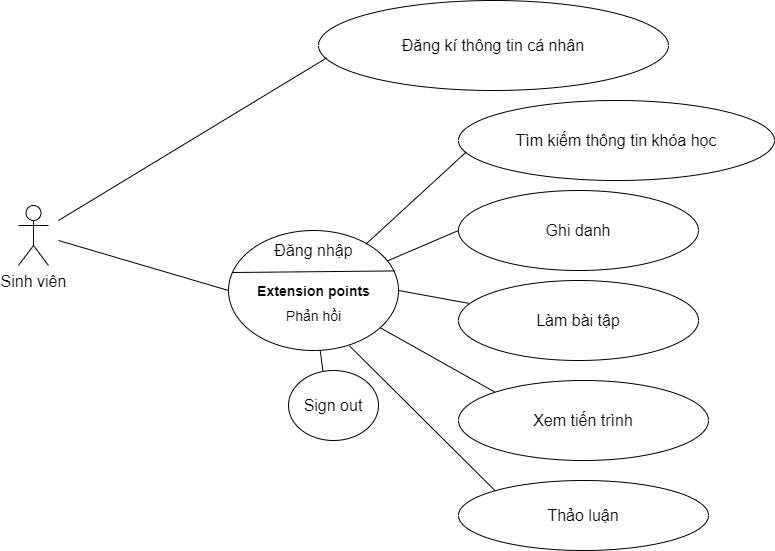 Đăng kí thông tin cá nhân
Tìm kiếm thông tin khóa học
Ghi danh
Sinh viên
Đăng nhập
Extension points
Phản hồi
Làm bài tập
Sign out
Xem tiến trình
Thảo luận